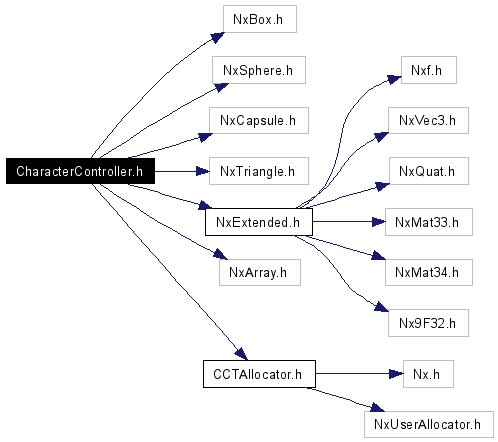 NxBox.h
NxSphere.h
Nxf.h
NxCapsule.h
NxVec3.h
CharacterController.h
NxTriangle.h
NxQuat.h
NxExtended.h
NxMat33.h
NxArray.h
NxMat34.h
Nx9F32.h
CCTAllocator.h
Nx.h
NxUserAllocator.h